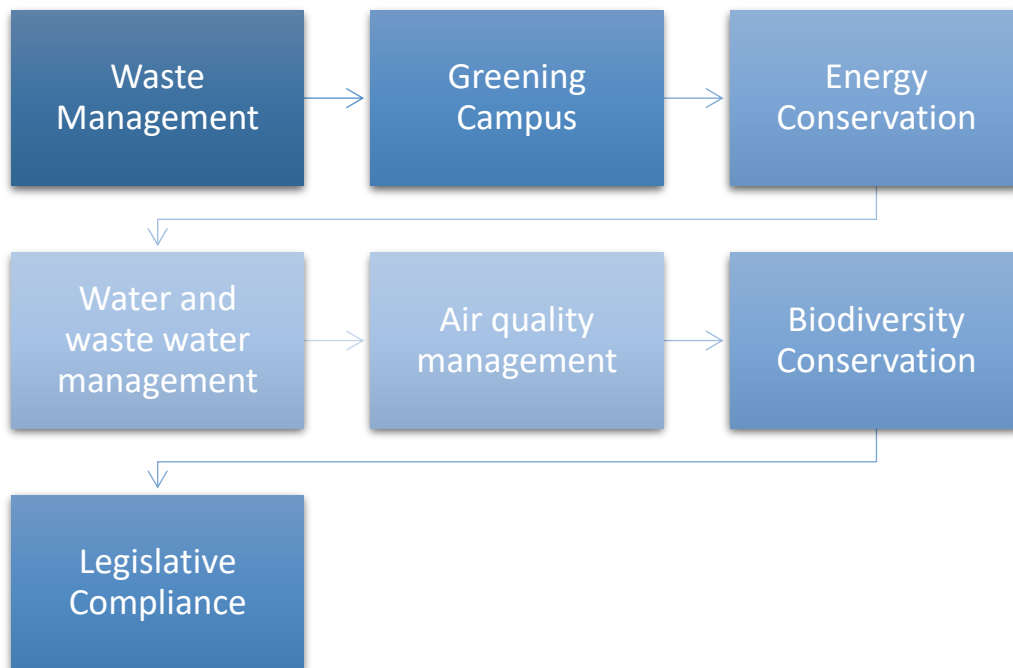 Waste
Management
Greening
Campus
Energy
Conservation
Water and
waste water
management
Air quality
management
Biodiversity
Conservation
Legislative
Compliance